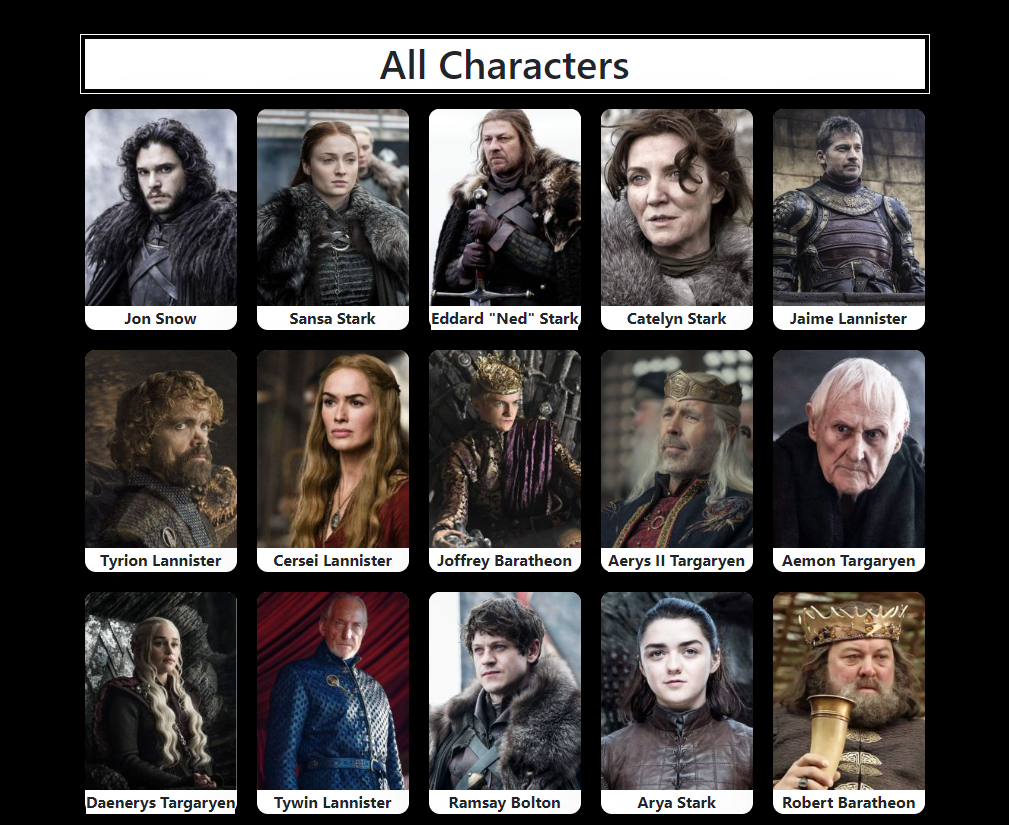 All Characters
Jon Snow
Sansa Stark
Eddard "Ned" Stark
Catelyn Stark
Jaime Lannister
Tyrion Lannister
Cersei Lannister
Joffrey Baratheon
Aerys II Targaryen
Aemon Targaryen
Daenerys Targaryen
Tywin Lannister
Ramsay Bolton
Arya Stark
Robert Baratheon